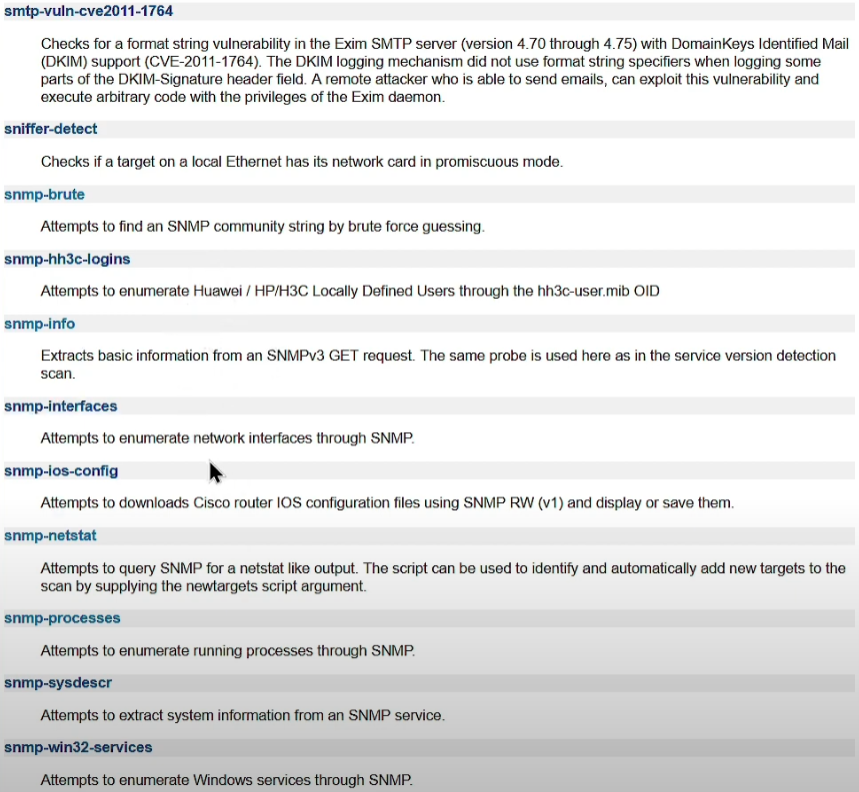 smtp-vuln-cve2011-1764
Checks for a format string vulnerability in the Exim SMTP server (version 4.70 through 4.75) with DomainKeys Identified Mail
(DKIM) support (CVE-2011-1764). The DKIM logging mechanism did not use format string specifiers when logging some
parts of the DKIM-Signature header field. A remote attacker who is able to send emails, can exploit this vulnerability and
execute arbitrary code with the privileges of the Exim daemon.
sniffer-detect
Checks if a target on a local Ethernet has its network card in promiscuous mode.
snmp-brute
Attempts to find an SNMP community string by brute force guessing.
snmp-hh3c-logins
Attempts to enumerate Huawei / HP/H3C Locally Defined Users through the hh3c-user.mib OID
snmp-info
Extracts basic information from an SNMPv3 GET request. The same probe is used here as in the service version detection
scan.
snmp-interfaces
Attempts to enumerate network interfaces through SNMP.
snmp-ios-config
Attempts to downloads Cisco router IOS configuration files using SNMP RW (v1) and display or save them.
snmp-netstat
Attempts to query SNMP for a netstat like output. The script can be used to identify and automatically add new targets to the
scan by supplying the newtargets script argument.
snmp-processes
Attempts to enumerate running processes through SNMP.
snmp-sysdescr
Attempts to extract system information from an SNMP service.
snmp-win32-services
Attempts to enumerate Windows services through SNMP.